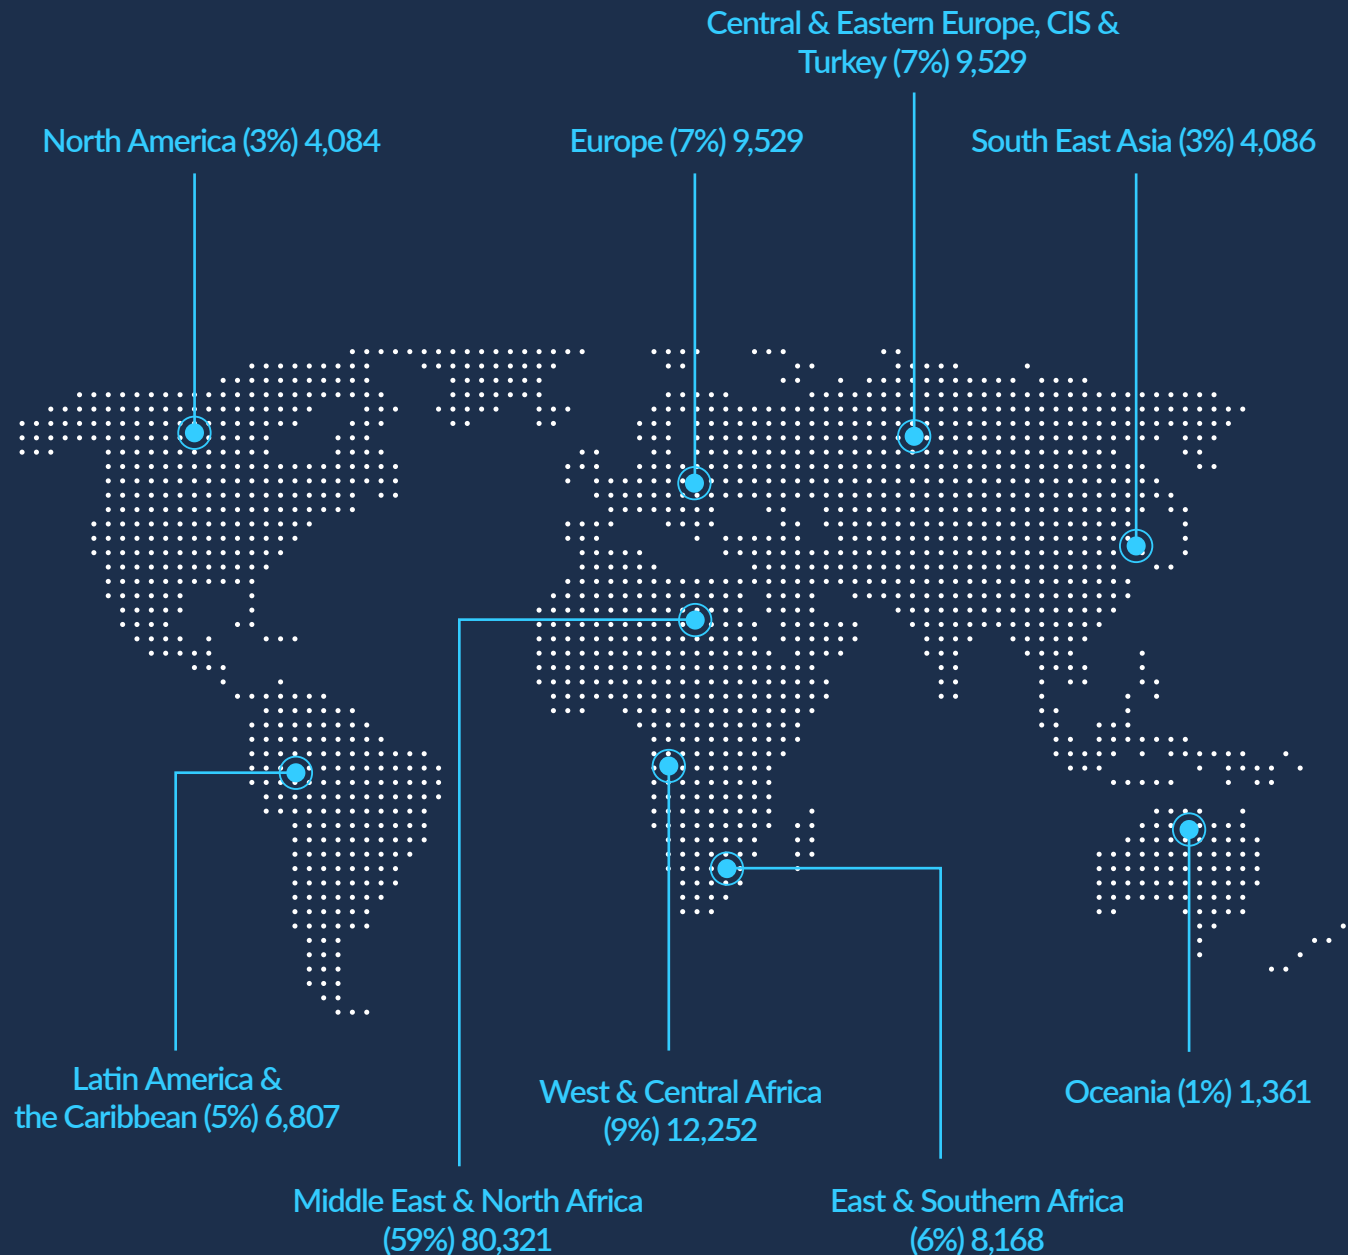 Central & Eastern Europe, CIS &
Turkey (7%) 9,529
North America (3%) 4,084
Europe (7%) 9,529
South East Asia (3%) 4,086
Latin America &
the Caribbean (5%) 6,807
West & Central Africa
(9%) 12,252
Oceania (1%) 1,361
Middle East & North Africa
(59%) 80,321
East & Southern Africa
(6%) 8,168